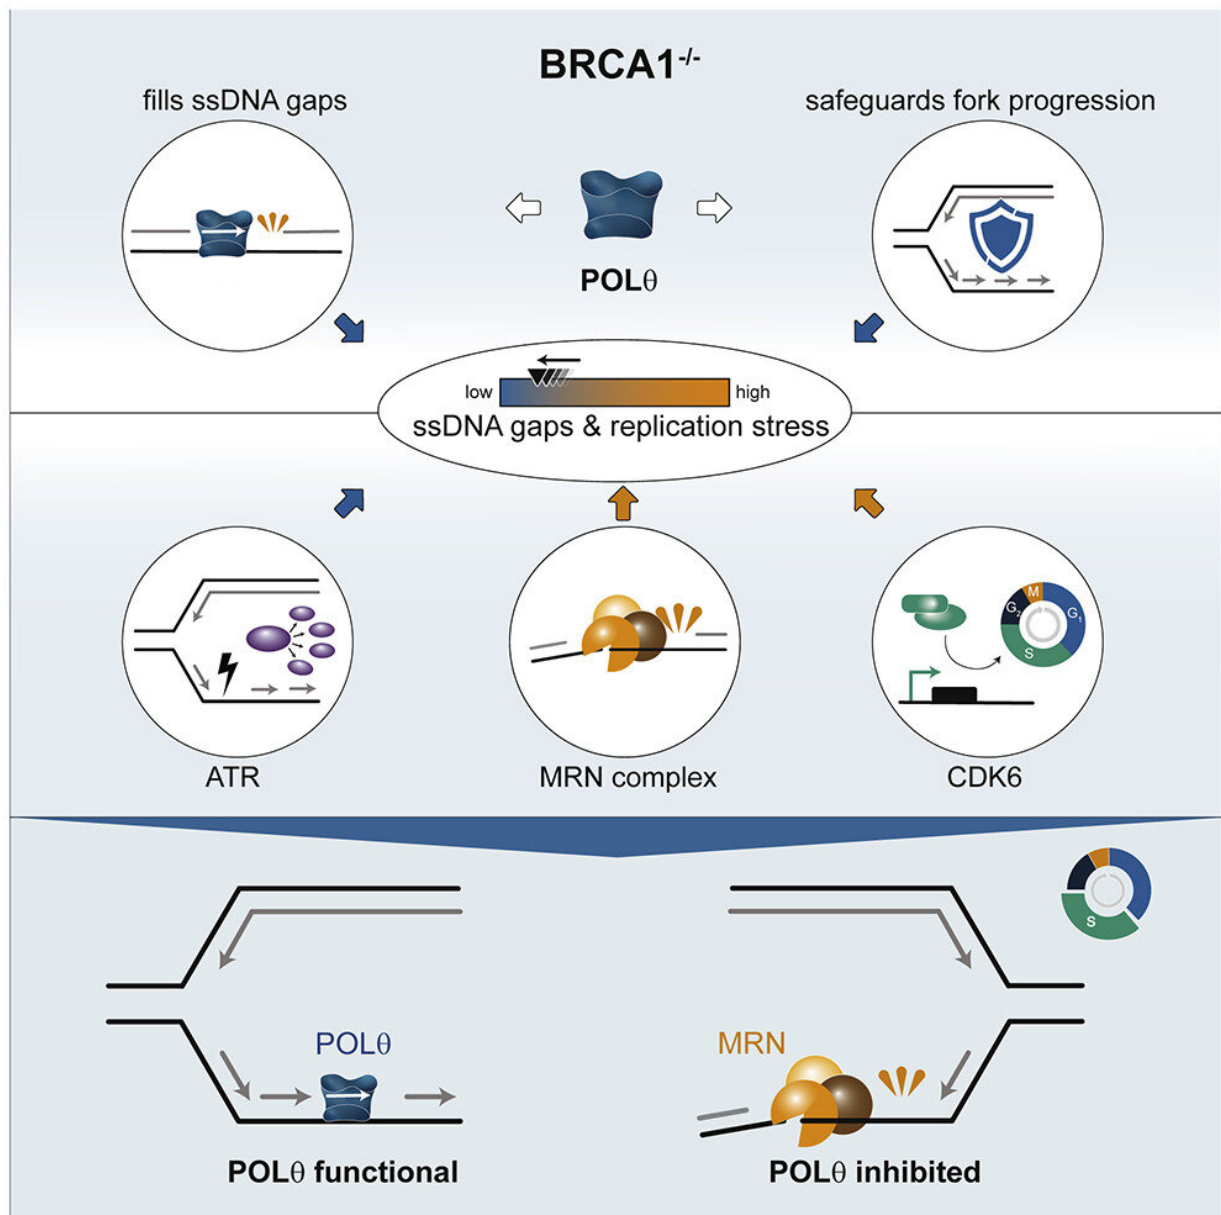 BRCA1-/-
fills ssDNA gaps
safeguards fork progression
POLθ
low
high
ssDNA gaps & replication stress
M
G2
G1
S
ATR
MRN complex
CDK6
S
POLθ
MRN
POLθ functional
POLθ inhibited